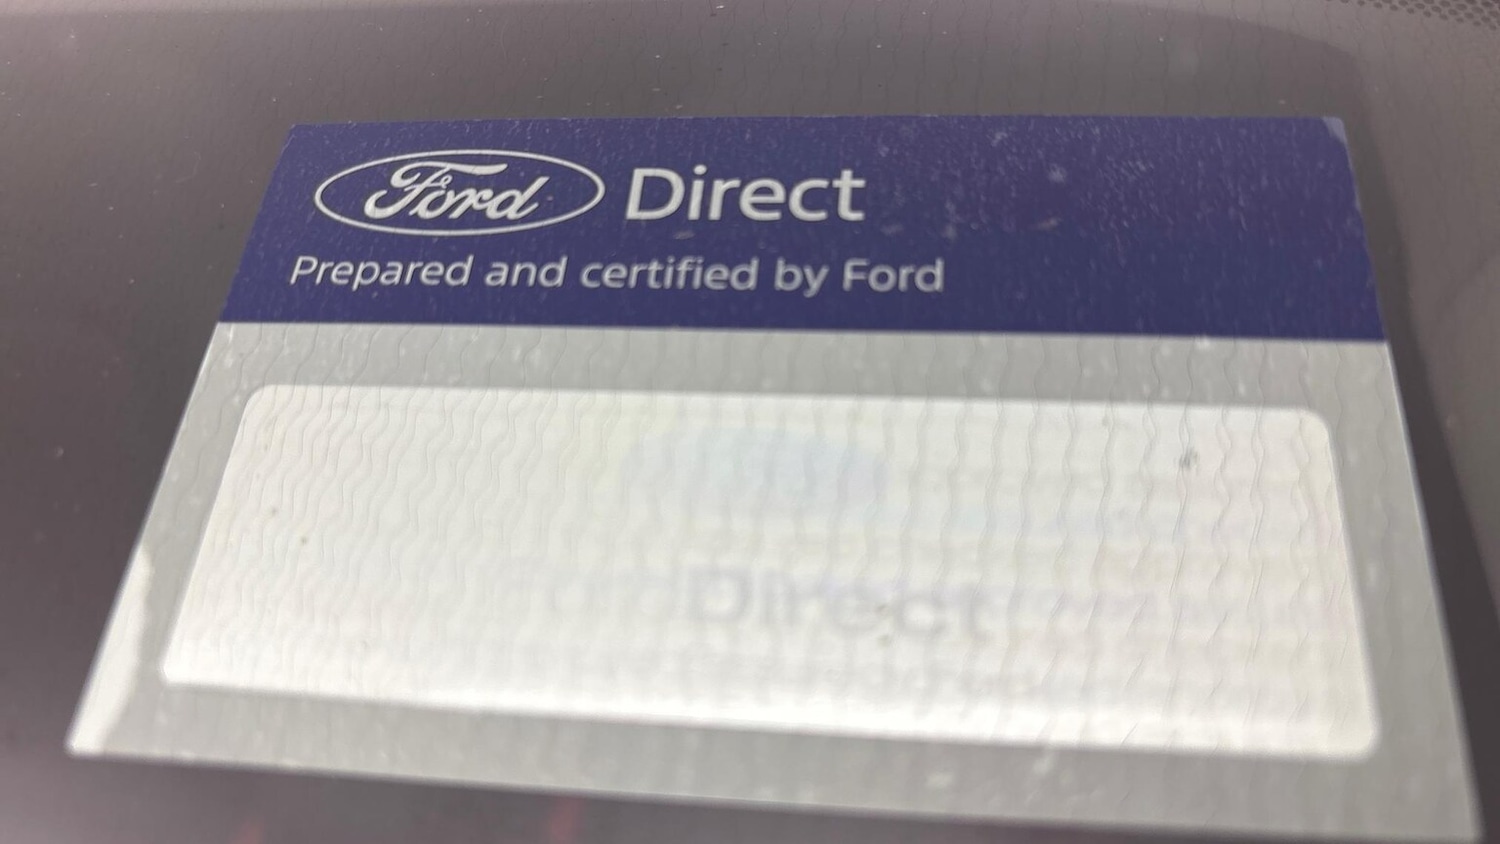 Ford Direct
Prepared and certified by Ford
Direct